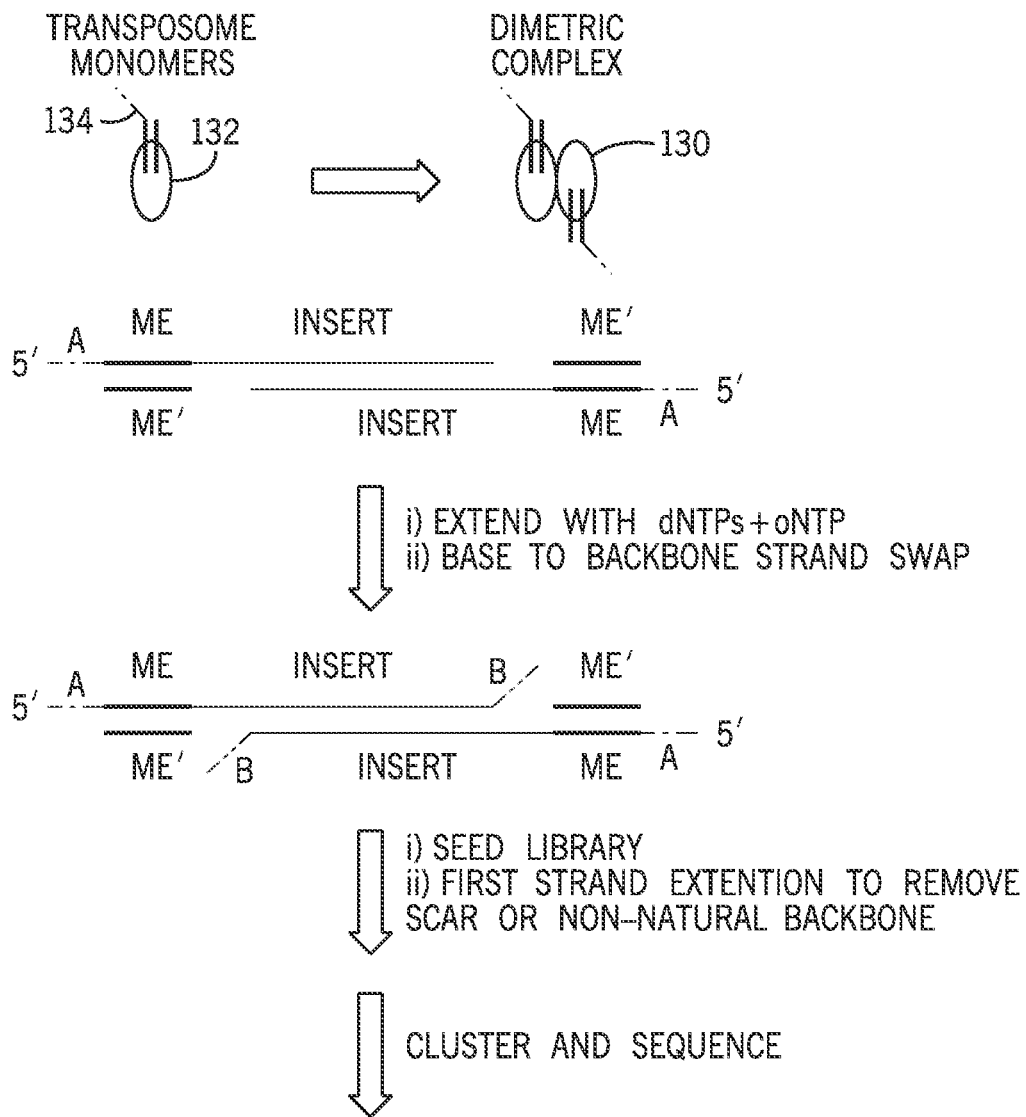 TRANSPOSOME
MONOMERS
DIMETRIC
COMPLEX
134
132
130
ME
INSERT
ME'
5'
A
5'
ME'
INSERT
ME
A
i) EXTEND WITH dNTPs+oNTP
ii) BASE TO BACKBONE STRAND SWAP
ME
INSERT
B
ME'
5'
A
5'
ME'
B
INSERT
ME
A
i) SEED LIBRARY
ii) FIRST STRAND EXTENTION TO REMOVE
SCAR OR NON-NATURAL BACKBONE
CLUSTER AND SEQUENCE